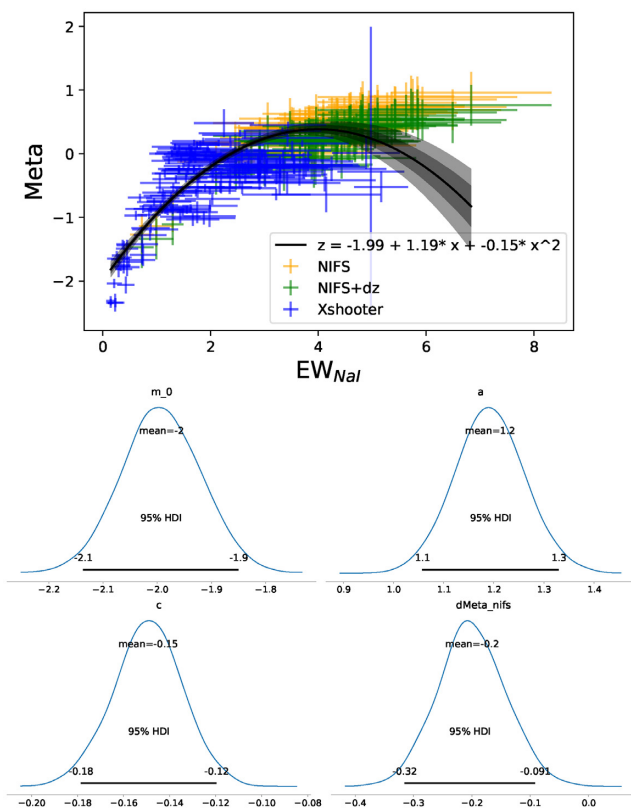 2
1
0
−1
−2
Meta
z = -1.99 + 1.19* x + -0.15* x^2
NIFS
NIFS+dz
Xshooter
0 2 4 6 8
EW_NaI
m_0
mean=-2
95% HDI
-2.1 -1.9
−2.2 −2.1 −2.0 −1.9 −1.8
a
mean=1.2
95% HDI
1.1 1.3
0.9 1.0 1.1 1.2 1.3 1.4
c
mean=-0.15
95% HDI
-0.18 -0.12
−0.20 −0.18 −0.16 −0.14 −0.12 −0.10 −0.08
dMeta_nifs
mean=-0.2
95% HDI
-0.32 -0.091
−0.4 −0.3 −0.2 −0.1 0.0